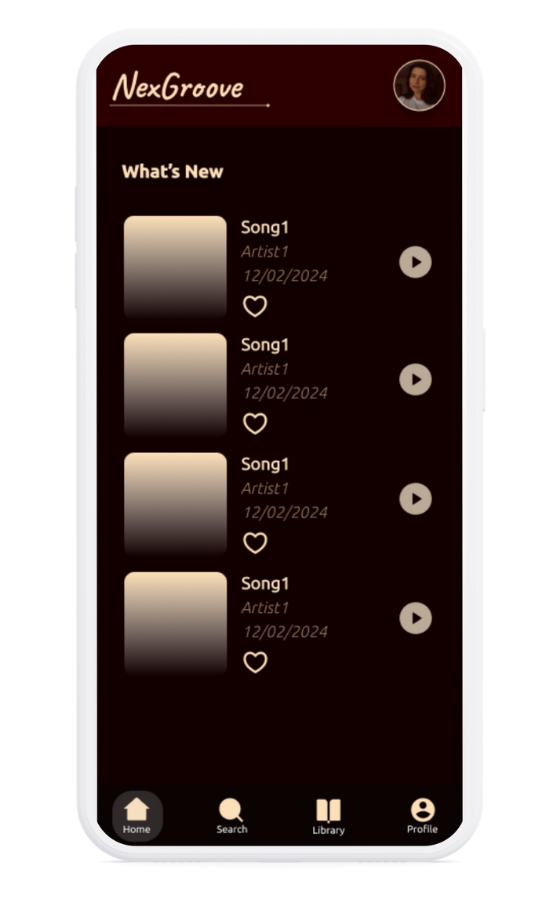 NexGroove
What's New
Song1
Artist1
12/02/2024
Song1
Artist1
12/02/2024
Song1
Artist1
12/02/2024
Song1
Artist1
12/02/2024
Home
Search
Library
Profile